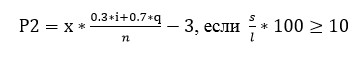 P2 = x * (0.3*i+0.7*q)/n − 3, если s/l * 100 ≥ 10